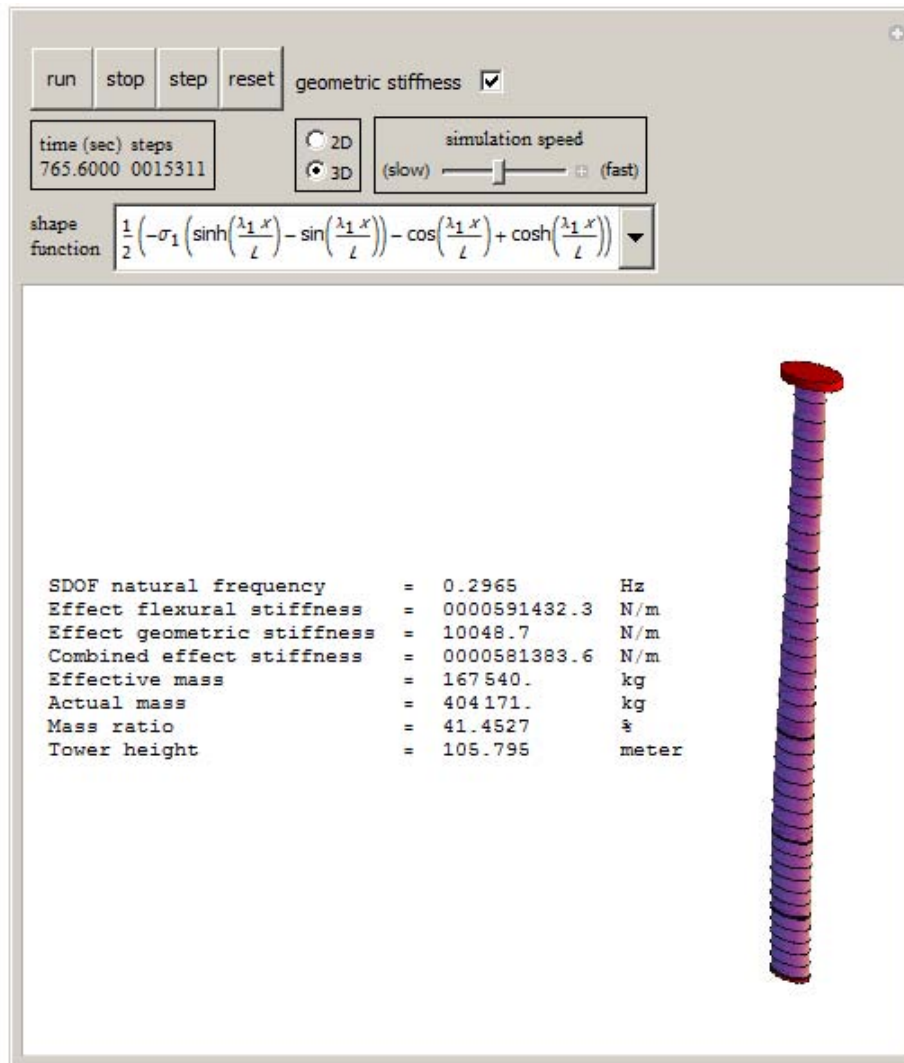 run stop step reset geometric stiffness
time (sec) steps
765.6000 0015311
2D
3D
simulation speed
(slow) (fast)
shape
function
1/2 (-σ₁ (sinh(λ₁ x/L) - sin(λ₁ x/L)) - cos(λ₁ x/L) + cosh(λ₁ x/L))
SDOF natural frequency = 0.2965 Hz
Effect flexural stiffness = 0000591432.3 N/m
Effect geometric stiffness = 10048.7 N/m
Combined effect stiffness = 0000581383.6 N/m
Effective mass = 167540. kg
Actual mass = 404171. kg
Mass ratio = 41.4527 %
Tower height = 105.795 meter